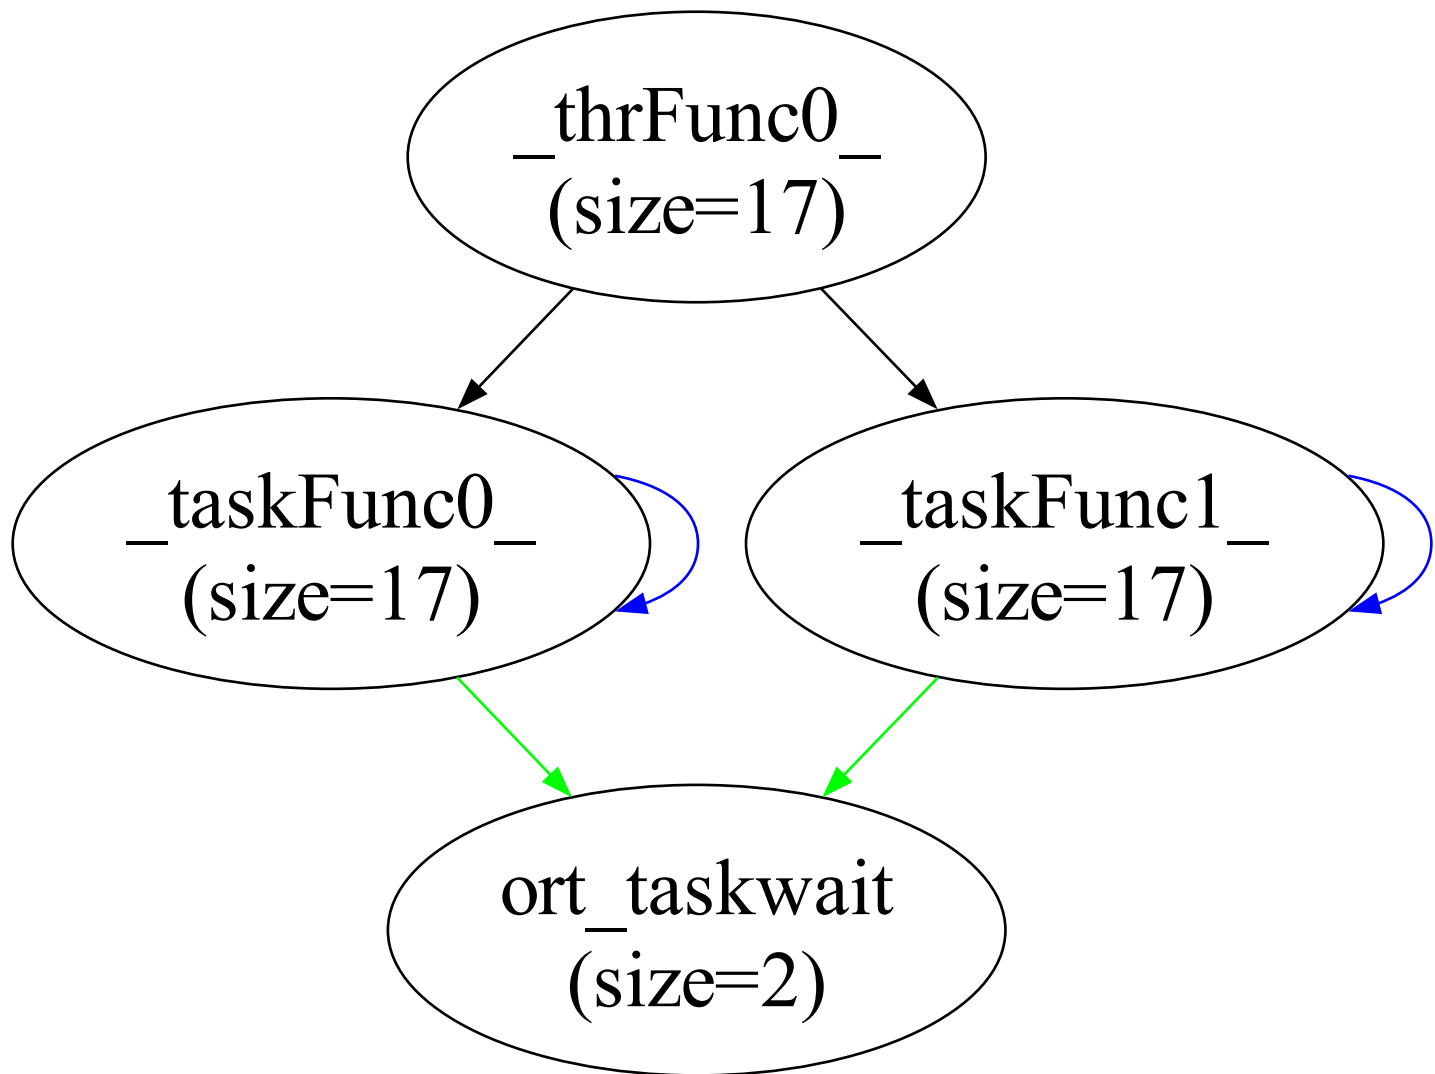 _thrFunc0_
(size=17)
_taskFunc0_
(size=17)
_taskFunc1_
(size=17)
ort_taskwait
(size=2)